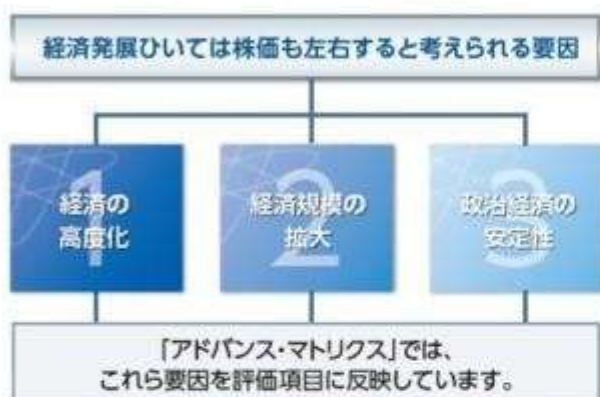 経済発展ひいては株価も左右すると考えられる要因
1
経済の
高度化
2
経済規模の
拡大
3
政治経済の
安定性
「アドバンス・マトリクス」では、
これら要因を評価項目に反映しています。